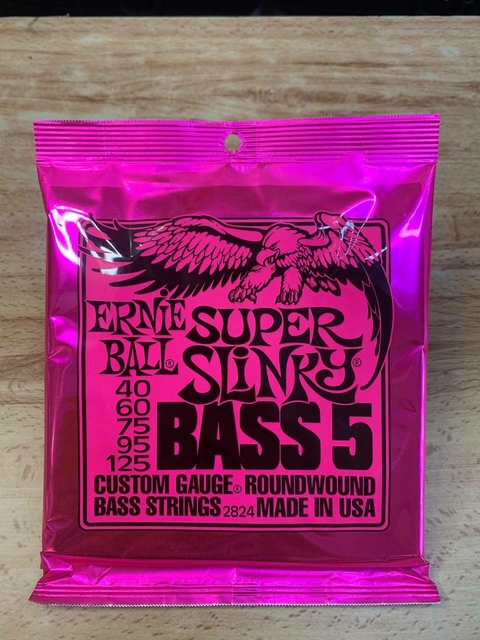 ERNIE BALL®
SUPER SLINKY®
BASS 5
40
60
75
95
125
CUSTOM GAUGE® ROUNDWOUND
BASS STRINGS 2824 MADE IN USA